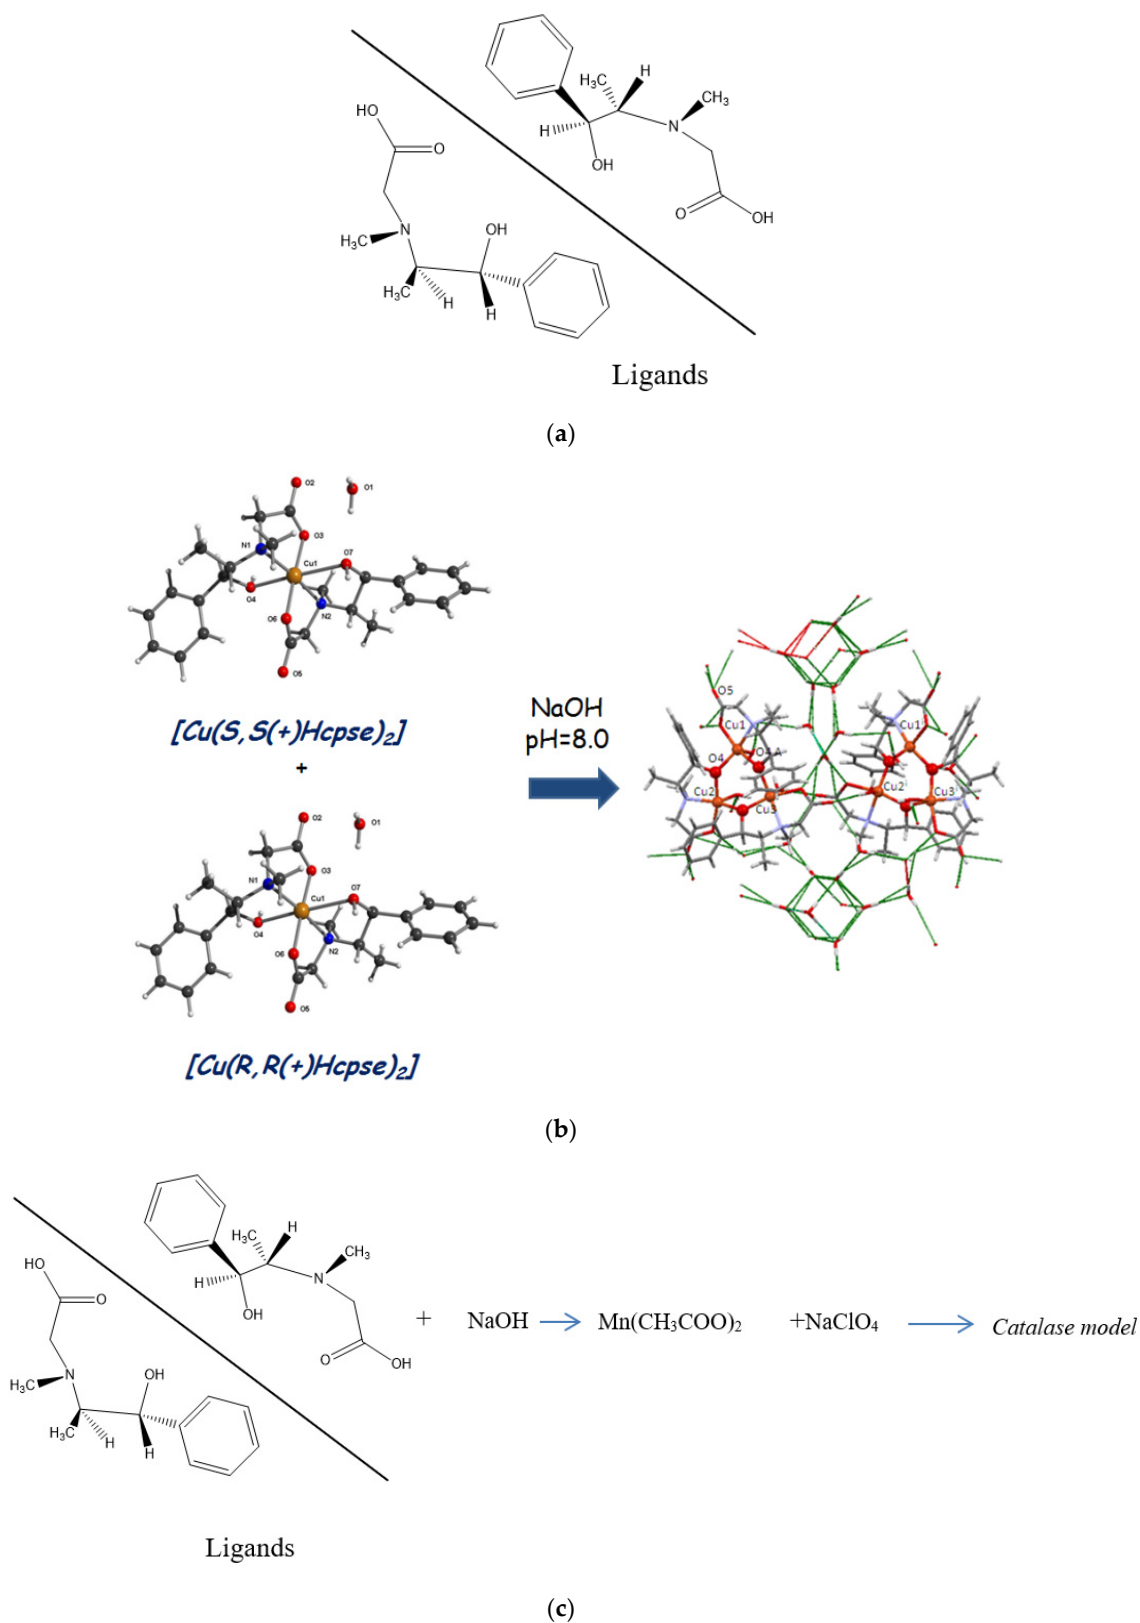 H₃C
H
CH₃
N
H
OH
O
OH
HO
O
N
H₃C
OH
H₃C
H
H
Ligands
(a)
O2
O1
O3
N1
Cu1
O7
O4
O6
N2
O5
[Cu(S,S(+)Hcpse)₂]
+
NaOH
pH=8.0
O2
O1
O3
N1
Cu1
O7
O4
O6
N2
O5
[Cu(R,R(+)Hcpse)₂]
O5
Cu1
Cu1ⁱ
O4
O4A
Cu2
Cu3
Cu2ⁱ
Cu3ⁱ
(b)
H₃C
H
CH₃
N
H
OH
O
OH
HO
O
N
H₃C
OH
H₃C
H
H
+ NaOH Mn(CH3COO)₂ +NaClO₄ Catalase model
Ligands
(c)